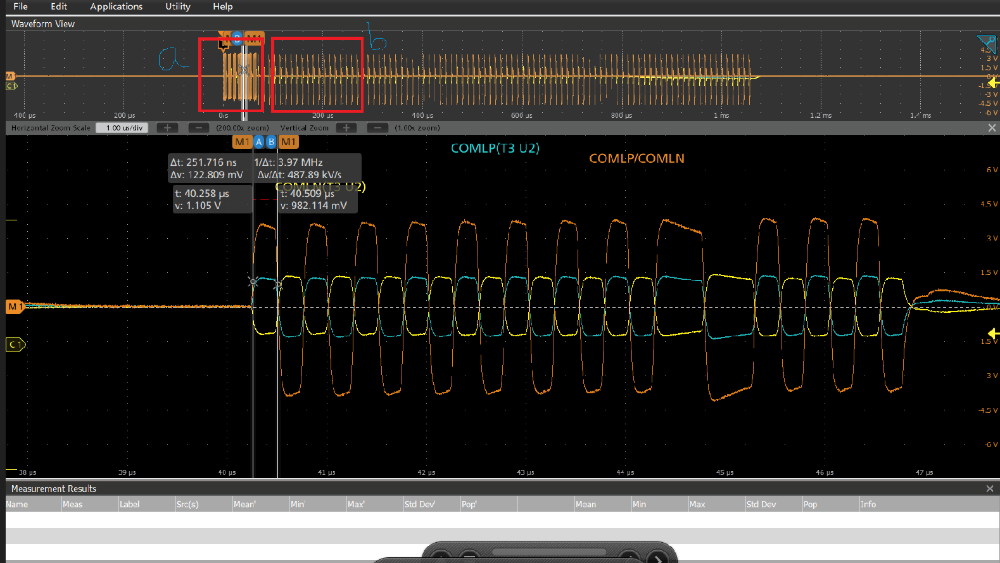 File Edit Applications Utility Help
Waveform View
a
b
B M1
4.5 V
3 V
1.5 V
0 V
-1.5 V
-3 V
-4.5 V
-6 V
M1
C1
400 µs 200 µs 0 s 200 µs 400 µs 600 µs 800 µs 1 ms 1.2 ms 1.4 ms
Horizontal Zoom Scale 1.00 us/div + − (200.00x zoom) Vertical Zoom + − (1.00x zoom)
M1 A B M1
COMLP(T3 U2)
COMLP/COMLN
Δt: 251.716 ns 1/Δt: 3.97 MHz
Δv: 122.809 mV Δv/Δt: 487.89 kV/s
COMLN(T3 U2)
t: 40.258 µs t: 40.509 µs
v: 1.105 V v: 982.114 mV
6 V
4.5 V
3 V
1.5 V
0 V
1.5 V
3 V
-4.5 V
-6 V
M1
C1
38 µs 39 µs 40 µs 41 µs 42 µs 43 µs 44 µs 45 µs 46 µs 47 µs
Measurement Results
Name Meas Label Src(s) Mean' Min' Max' Std Dev' Pop' Mean Min Max Std Dev Pop Info